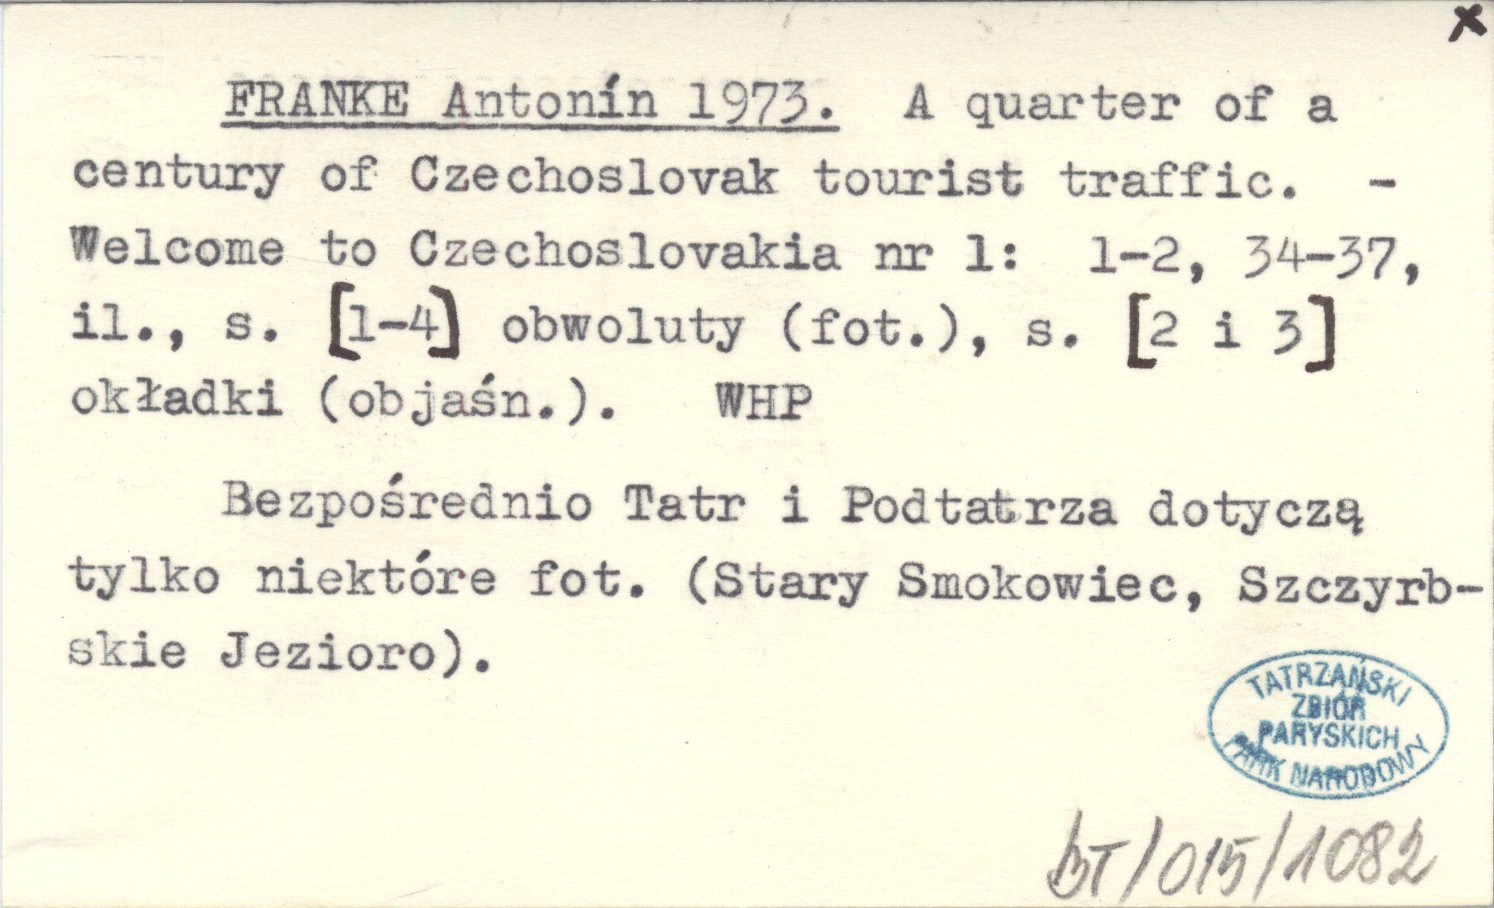 x
FRANKE Antonín 1973. A quarter of a
century of Czechoslovak tourist traffic. -
Welcome to Czechoslovakia nr 1: 1-2, 34-37,
il., s. [1-4] obwoluty (fot.), s. [2 i 3]
okładki (objaśn.). WHP
Bezpośrednio Tatr i Podtatrza dotyczą
tylko niektóre fot. (Stary Smokowiec, Szczyrb-
skie Jezioro).
TATRZAŃSKI
ZBIÓR
PARYSKICH
PARK NARODOWY
BT/015/1082